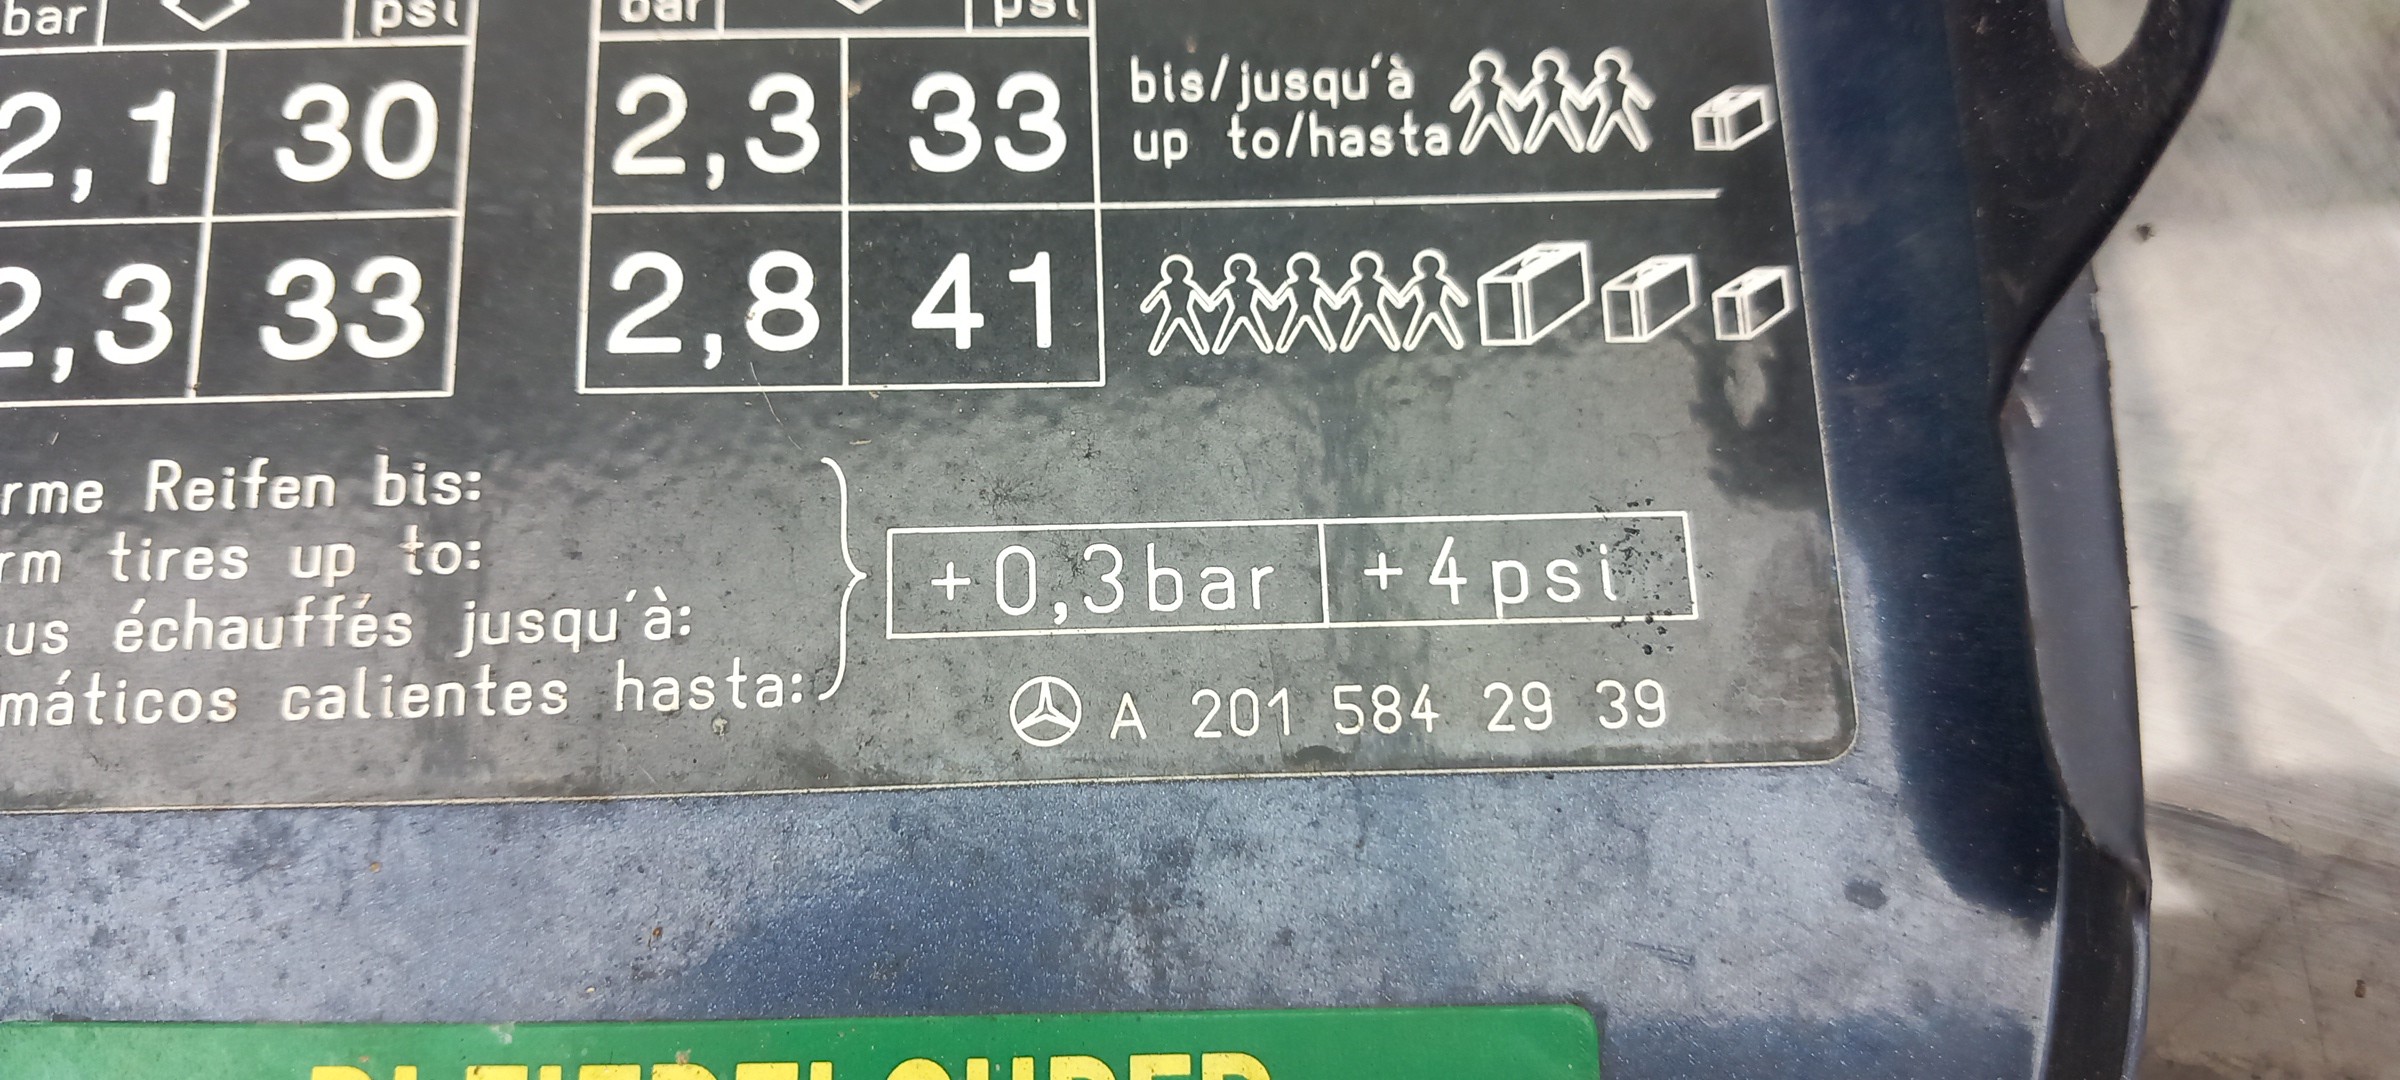 bar psi bar psi
2,1 30 2,3 33 bis/jusqu'à
up to/hasta
2,3 33 2,8 41
rme Reifen bis:
rm tires up to:
us échauffés jusqu'à:
máticos calientes hasta:
+0,3bar +4psi
A 201 584 29 39